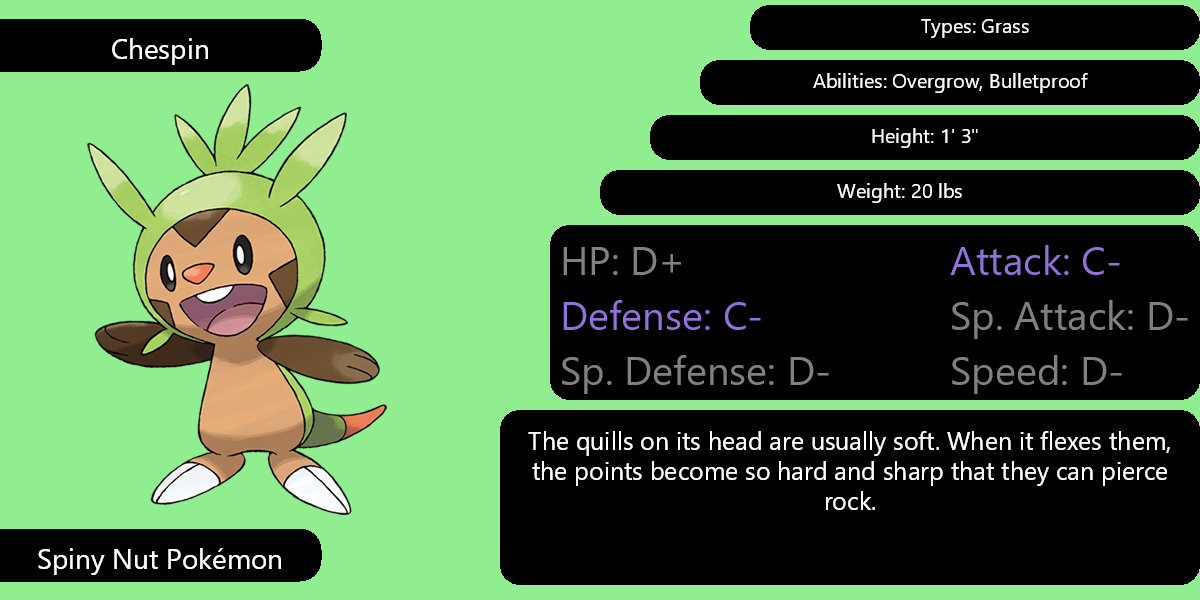 Chespin
Types: Grass
Abilities: Overgrow, Bulletproof
Height: 1' 3"
Weight: 20 lbs
HP: D+
Attack: C-
Defense: C-
Sp. Attack: D-
Sp. Defense: D-
Speed: D-
The quills on its head are usually soft. When it flexes them,
the points become so hard and sharp that they can pierce
rock.
Spiny Nut Pokémon